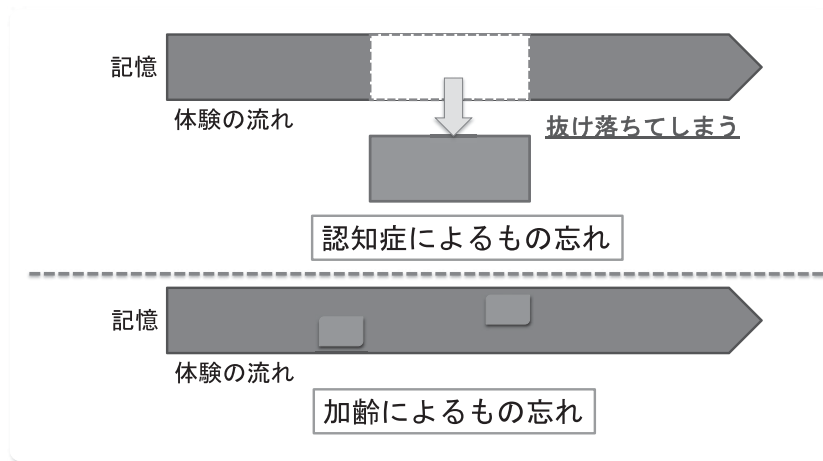 記憶
体験の流れ
抜け落ちてしまう
認知症によるもの忘れ
記憶
体験の流れ
加齢によるもの忘れ